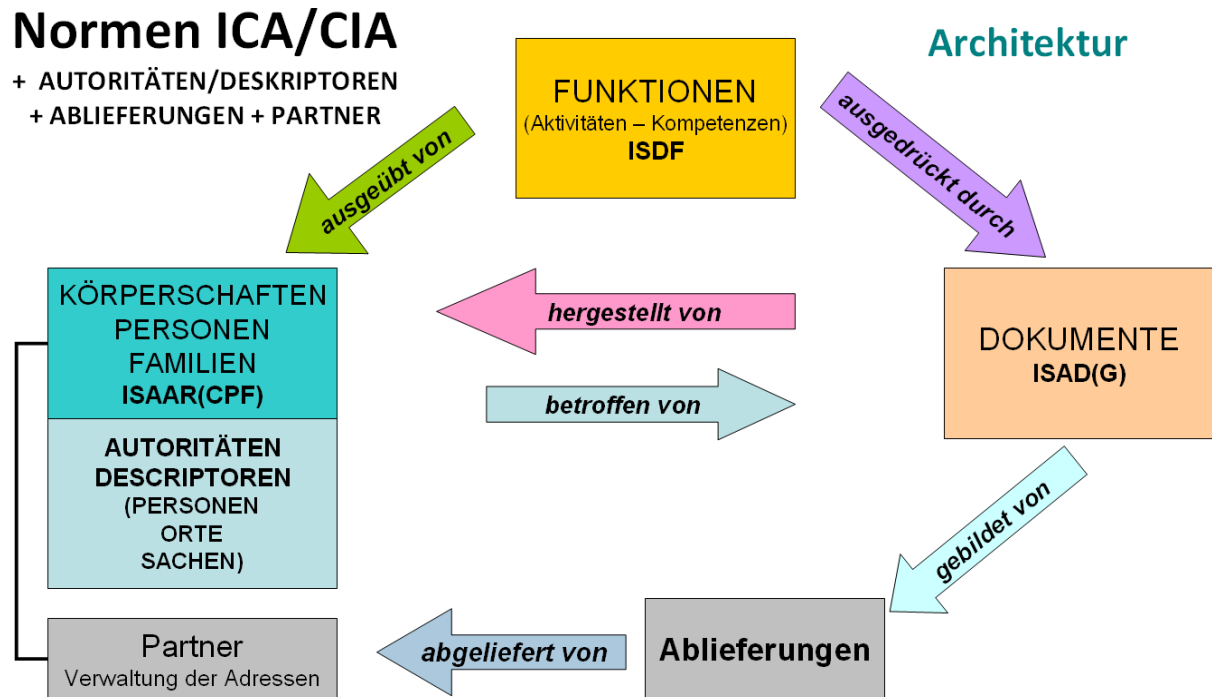 Normen ICA/CIA
+ AUTORITÄTEN/DESKRIPTOREN
+ ABLIEFERUNGEN + PARTNER
Architektur
FUNKTIONEN
(Aktivitäten – Kompetenzen)
ISDF
ausgeübt von
ausgedrückt durch
KÖRPERSCHAFTEN
PERSONEN
FAMILIEN
ISAAR(CPF)
hergestellt von
betroffen von
DOKUMENTE
ISAD(G)
AUTORITÄTEN
DESCRIPTOREN
(PERSONEN
ORTE
SACHEN)
gebildet von
Partner
Verwaltung der Adressen
abgeliefert von
Ablieferungen